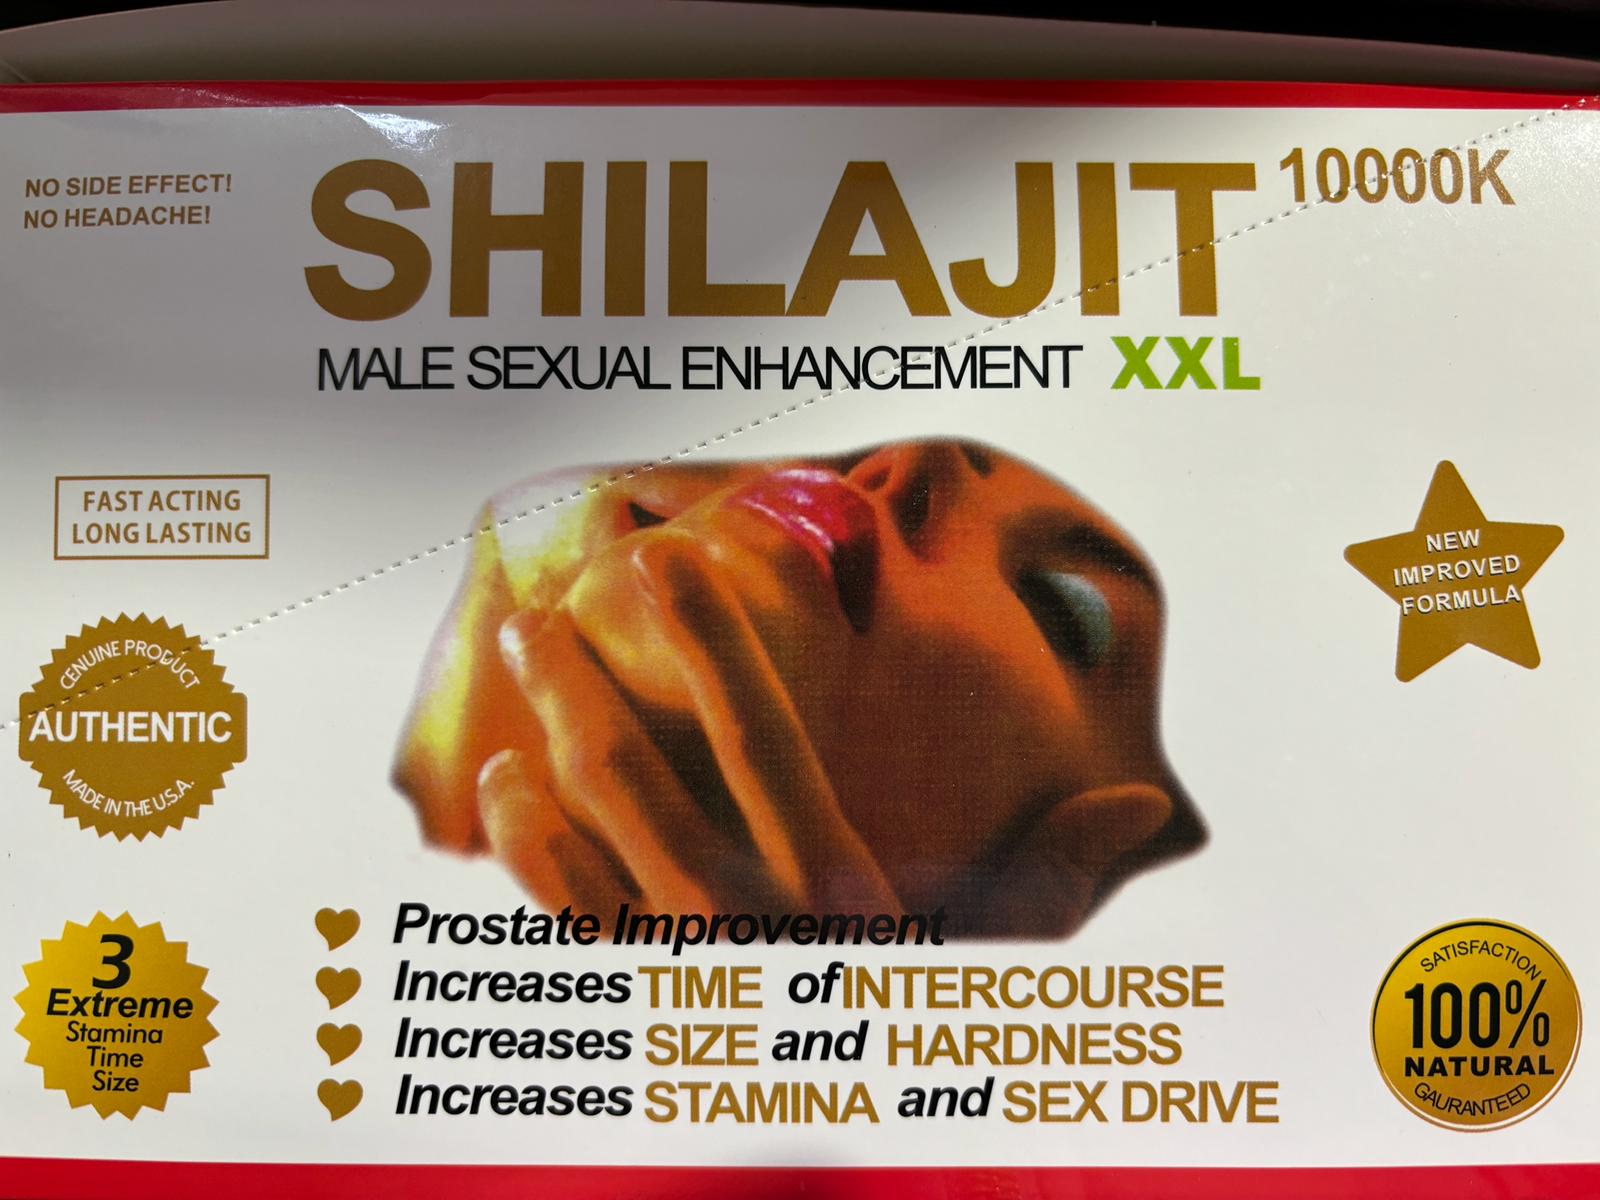 NO SIDE EFFECT!
NO HEADACHE!
SHILAJIT 10000K
MALE SEXUAL ENHANCEMENT XXL
FAST ACTING
LONG LASTING
NEW
IMPROVED
FORMULA
GENUINE PRODUCT
AUTHENTIC
MADE IN THE U.S.A.
Prostate Improvement
Increases TIME of INTERCOURSE
Increases SIZE and HARDNESS
Increases STAMINA and SEX DRIVE
3
Extreme
Stamina
Time
Size
SATISFACTION
100%
NATURAL
GAURANTEED